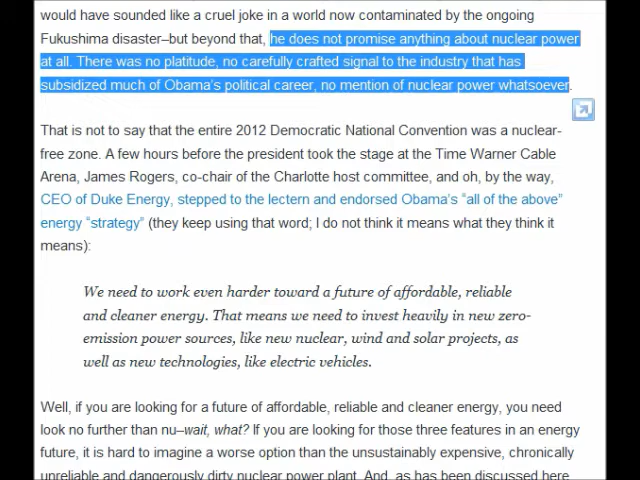 would have sounded like a cruel joke in a world now contaminated by the ongoing
Fukushima disaster–but beyond that, he does not promise anything about nuclear power
at all. There was no platitude, no carefully crafted signal to the industry that has
subsidized much of Obama's political career, no mention of nuclear power whatsoever.
That is not to say that the entire 2012 Democratic National Convention was a nuclear-
free zone. A few hours before the president took the stage at the Time Warner Cable
Arena, James Rogers, co-chair of the Charlotte host committee, and oh, by the way,
CEO of Duke Energy, stepped to the lectern and endorsed Obama's “all of the above”
energy “strategy” (they keep using that word; I do not think it means what they think it
means):
We need to work even harder toward a future of affordable, reliable
and cleaner energy. That means we need to invest heavily in new zero-
emission power sources, like new nuclear, wind and solar projects, as
well as new technologies, like electric vehicles.
Well, if you are looking for a future of affordable, reliable and cleaner energy, you need
look no further than nu–wait, what? If you are looking for those three features in an energy
future, it is hard to imagine a worse option than the unsustainably expensive, chronically
unreliable and dangerously dirty nuclear power plant. And, as has been discussed here